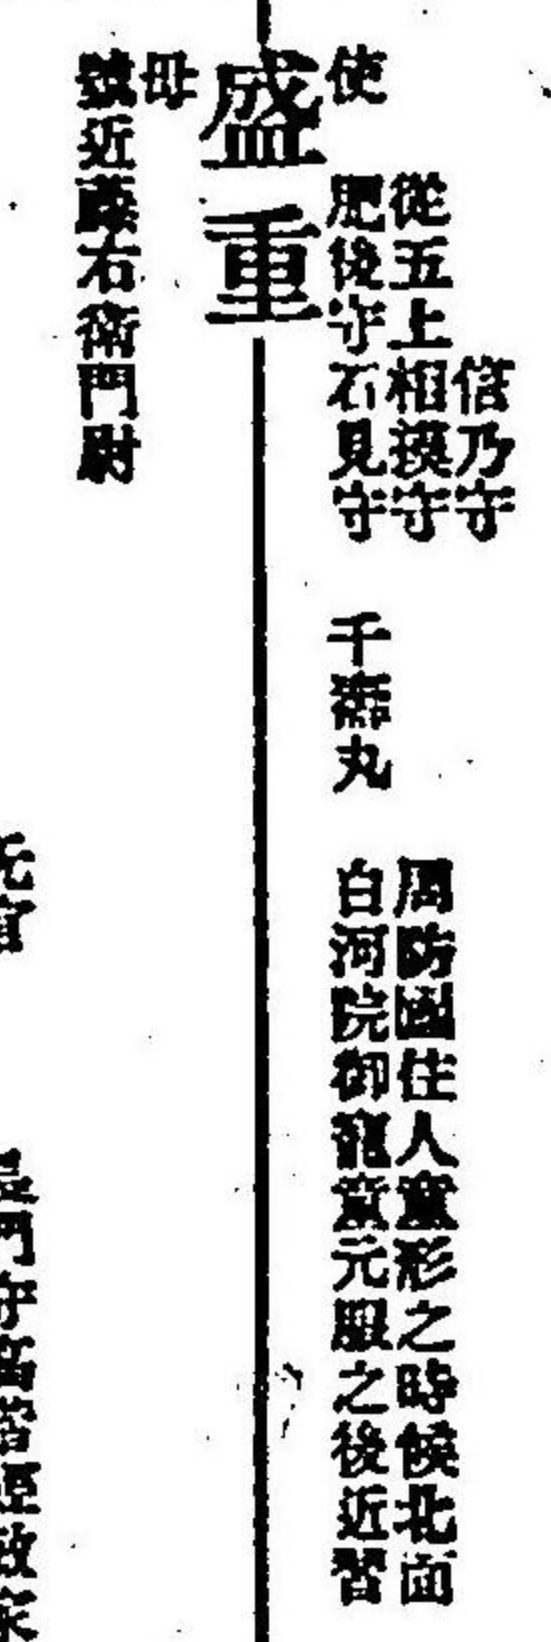 信乃守
從五上相摸守
肥後守石見守
使
千壽丸
周防國住人童形之時候北面
白河院御寵童元服之後近習
盛重
母
號近藤右衛門尉